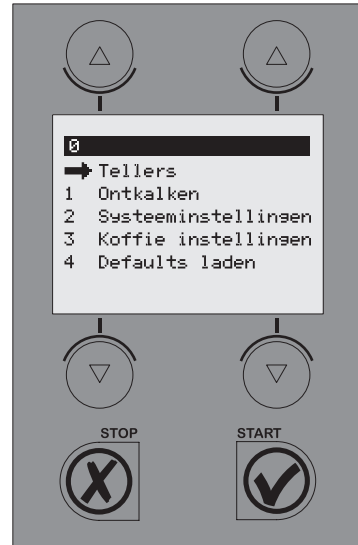 0
Tellers
1 Ontkalken
2 Systeeminstellingen
3 Koffie instellingen
4 Defaults laden
STOP START